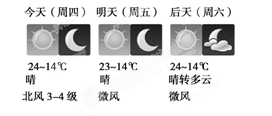 今天（周四） 明天（周五） 后天（周六）
24~14℃ 23~14℃ 24~14℃
晴 晴 晴转多云
北风3-4级 微风 微风